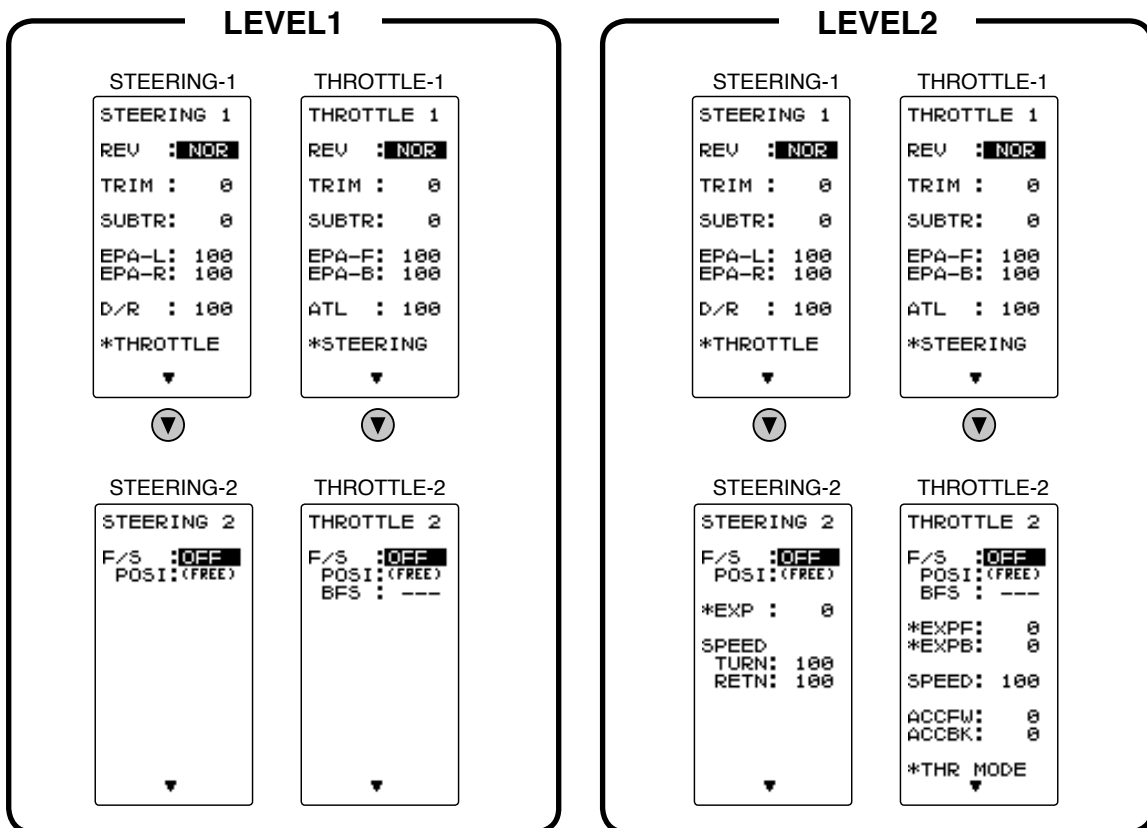 LEVEL1
STEERING-1
STEERING 1
REV : NOR
TRIM : 0
SUBTR: 0
EPA-L: 100
EPA-R: 100
D/R : 100
*THROTTLE
THROTTLE-1
THROTTLE 1
REV : NOR
TRIM : 0
SUBTR: 0
EPA-F: 100
EPA-B: 100
ATL : 100
*STEERING
STEERING-2
STEERING 2
F/S :OFF
POSI:(FREE)
THROTTLE-2
THROTTLE 2
F/S :OFF
POSI:(FREE)
BFS : ---
LEVEL2
STEERING-1
STEERING 1
REV : NOR
TRIM : 0
SUBTR: 0
EPA-L: 100
EPA-R: 100
D/R : 100
*THROTTLE
THROTTLE-1
THROTTLE 1
REV : NOR
TRIM : 0
SUBTR: 0
EPA-F: 100
EPA-B: 100
ATL : 100
*STEERING
STEERING-2
STEERING 2
F/S :OFF
POSI:(FREE)
*EXP : 0
SPEED
TURN: 100
RETN: 100
THROTTLE-2
THROTTLE 2
F/S :OFF
POSI:(FREE)
BFS : ---
*EXPF: 0
*EXPB: 0
SPEED: 100
ACCFW: 0
ACCBK: 0
*THR MODE